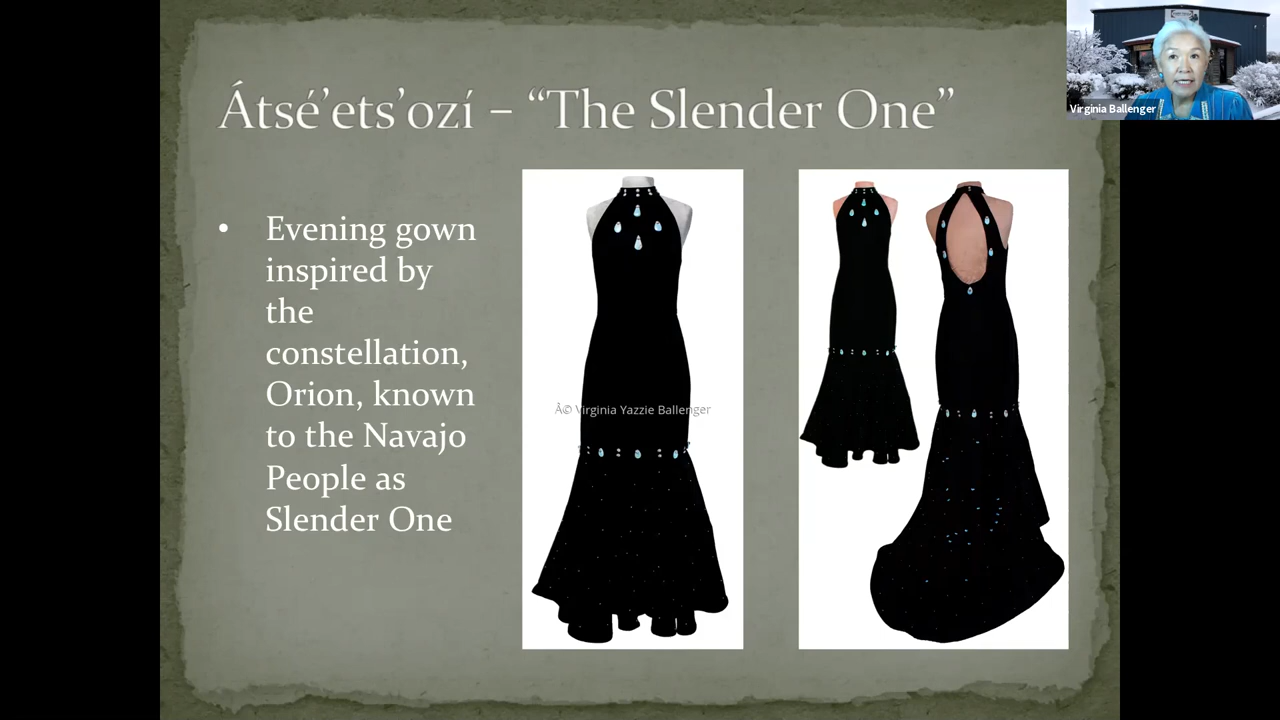 Átsé’ets’ozí – “The Slender One”
• Evening gown
inspired by
the
constellation,
Orion, known
to the Navajo
People as
Slender One
Â© Virginia Yazzie Ballenger
Virginia Ballenger